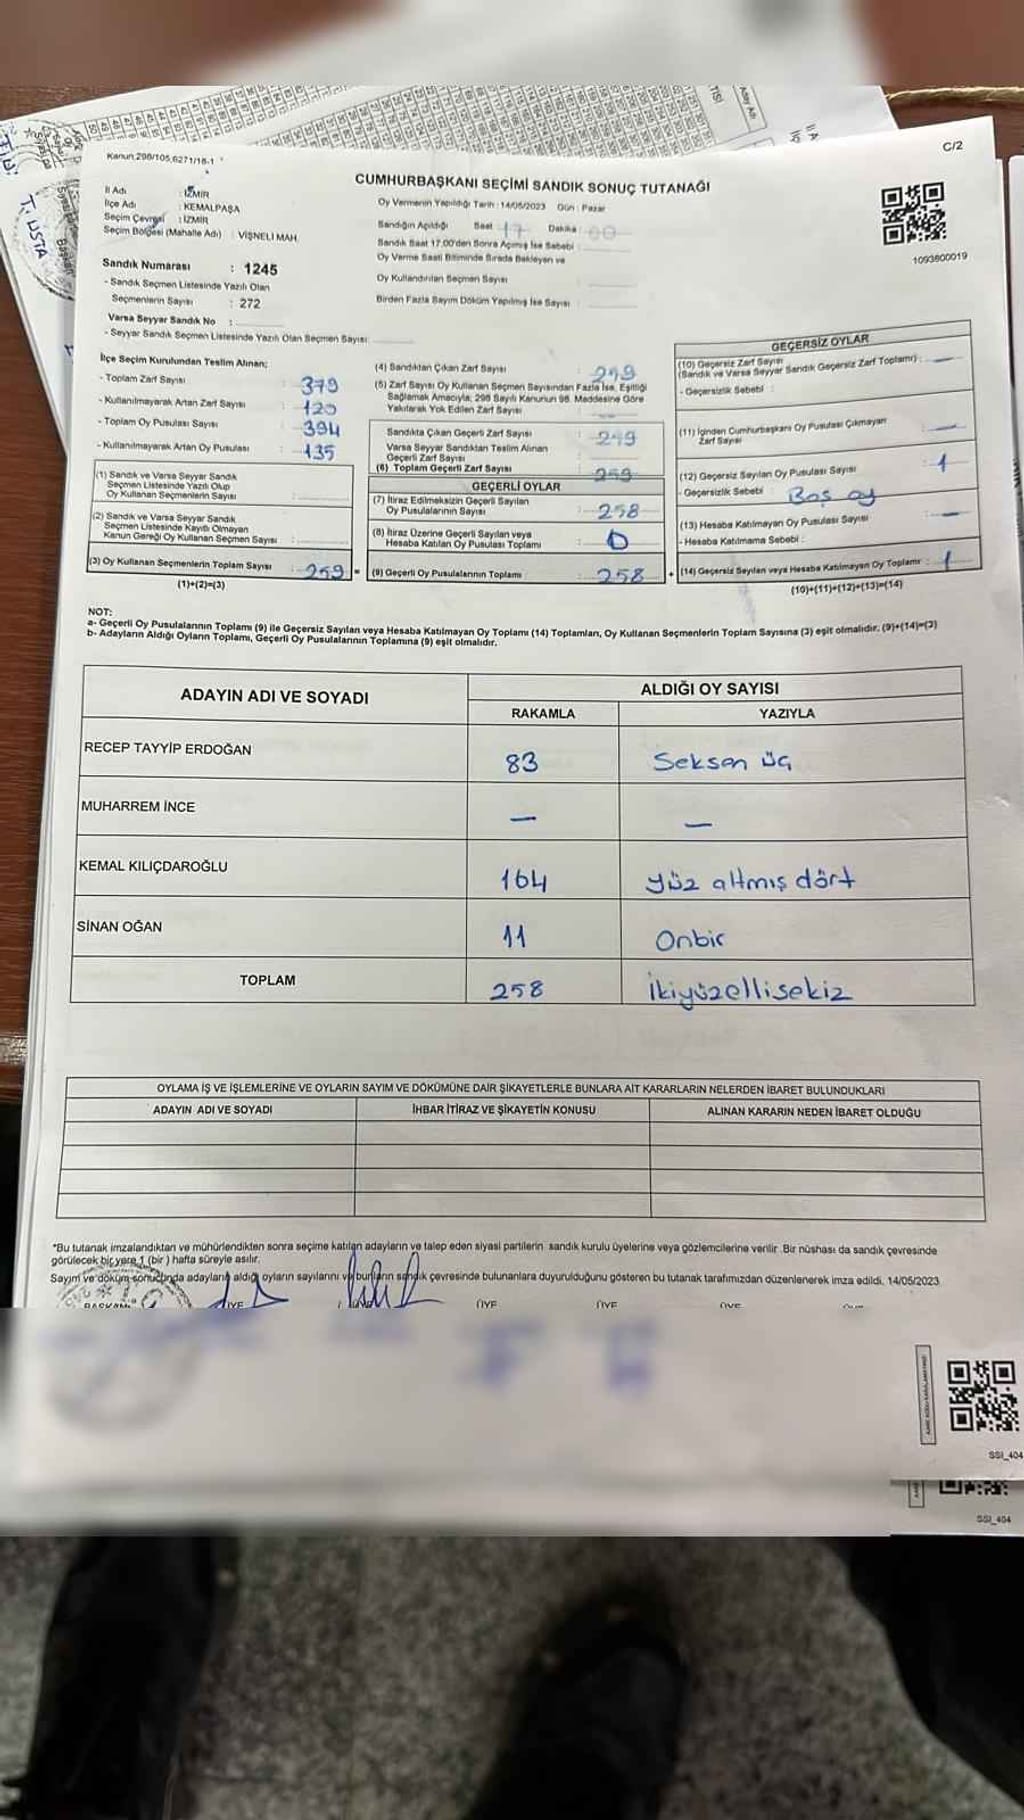 C/2
Kanun:298/105,6271/18-1
CUMHURBAŞKANI SEÇİMİ SANDIK SONUÇ TUTANAĞI
İl Adı : İZMİR
İlçe Adı : KEMALPAŞA
Seçim Çevresi : İZMİR
Seçim Bölgesi (Mahalle Adı) : VİŞNELİ MAH.
Oy Vermenin Yapıldığı Tarih : 14/05/2023 Gün : Pazar
Sandığın Açıldığı Saat : 17 Dakika : 00
Sandık Saat 17.00'den Sonra Açılmış İse Sebebi :
Oy Verme Saati Bitiminde Sırada Bekleyen ve
Oy Kullandırılan Seçmen Sayısı
Birden Fazla Sayım Döküm Yapılmış İse Sayısı :
1093800019
Sandık Numarası : 1245
- Sandık Seçmen Listesinde Yazılı Olan
Seçmenlerin Sayısı : 272
Varsa Seyyar Sandık No :
- Seyyar Sandık Seçmen Listesinde Yazılı Olan Seçmen Sayısı:
İlçe Seçim Kurulundan Teslim Alınan;
- Toplam Zarf Sayısı : 379
- Kullanılmayarak Artan Zarf Sayısı : 120
- Toplam Oy Pusulası Sayısı : 394
- Kullanılmayarak Artan Oy Pusulası : 135
(1) Sandık ve Varsa Seyyar Sandık
Seçmen Listesinde Yazılı Olup
Oy Kullanan Seçmenlerin Sayısı :
(2) Sandık ve Varsa Seyyar Sandık
Seçmen Listesinde Kayıtlı Olmayan
Kanun Gereği Oy Kullanan Seçmen Sayısı :
(3) Oy Kullanan Seçmenlerin Toplam Sayısı : 259 =
(1)+(2)=(3)
(4) Sandıktan Çıkan Zarf Sayısı : 259
(5) Zarf Sayısı Oy Kullanan Seçmen Sayısından Fazla İse, Eşitliği
Sağlamak Amacıyla; 298 Sayılı Kanunun 98. Maddesine Göre
Yakılarak Yok Edilen Zarf Sayısı :
Sandıkta Çıkan Geçerli Zarf Sayısı : 259
Varsa Seyyar Sandıktan Teslim Alınan
Geçerli Zarf Sayısı :
(6) Toplam Geçerli Zarf Sayısı : 259
GEÇERLİ OYLAR
(7) İtiraz Edilmeksizin Geçerli Sayılan
Oy Pusulalarının Sayısı : 258
(8) İtiraz Üzerine Geçerli Sayılan veya
Hesaba Katılan Oy Pusulası Toplamı : 0
(9) Geçerli Oy Pusulalarının Toplamı : 258 +
GEÇERSİZ OYLAR
(10) Geçersiz Zarf Sayısı
(Sandık ve Varsa Seyyar Sandık Geçersiz Zarf Toplamı) : —
- Geçersizlik Sebebi :
(11) İçinden Cumhurbaşkanı Oy Pusulası Çıkmayan
Zarf Sayısı : —
(12) Geçersiz Sayılan Oy Pusulası Sayısı : 1
- Geçersizlik Sebebi : Boş oy
(13) Hesaba Katılmayan Oy Pusulası Sayısı —
- Hesaba Katılmama Sebebi :
(14) Geçersiz Sayılan veya Hesaba Katılmayan Oy Toplamı : 1
(10)+(11)+(12)+(13)=(14)
NOT:
a- Geçerli Oy Pusulalarının Toplamı (9) ile Geçersiz Sayılan veya Hesaba Katılmayan Oy Toplamı (14) Toplamları, Oy Kullanan Seçmenlerin Toplam Sayısına (3) eşit olmalıdır. (9)+(14)=(3)
b- Adayların Aldığı Oyların Toplamı, Geçerli Oy Pusulalarının Toplamına (9) eşit olmalıdır.
ADAYIN ADI VE SOYADI
ALDIĞI OY SAYISI
RAKAMLA YAZIYLA
RECEP TAYYİP ERDOĞAN 83 Seksen üç
MUHARREM İNCE — —
KEMAL KILIÇDAROĞLU 164 yüz altmış dört
SİNAN OĞAN 11 Onbir
TOPLAM 258 İkiyüzellisekiz
OYLAMA İŞ VE İŞLEMLERİNE VE OYLARIN SAYIM VE DÖKÜMÜNE DAİR ŞİKAYETLERLE BUNLARA AİT KARARLARIN NELERDEN İBARET BULUNDUKLARI
ADAYIN ADI VE SOYADI İHBAR İTİRAZ VE ŞİKAYETİN KONUSU ALINAN KARARIN NEDEN İBARET OLDUĞU
*Bu tutanak imzalandıktan ve mühürlendikten sonra seçime katılan adayların ve talep eden siyasi partilerin sandık kurulu üyelerine veya gözlemcilerine verilir. Bir nüshası da sandık çevresinde
görülecek bir yere 1 (bir ) hafta süreyle asılır.
Sayım ve döküm sonucunda adayların aldığı oyların sayılarını ve bunların sandık çevresinde bulunanlara duyurulduğunu gösteren bu tutanak tarafımızdan düzenlenerek imza edildi. 14/05/2023
BAŞKAN ÜYE ÜYE ÜYE ÜYE ÜYE
SSI_404
SSI_404